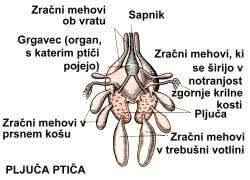 Zračni mehovi
ob vratu
Sapnik
Grgavec (organ,
s katerim ptiči
pojejo)
Zračni mehovi, ki
se širijo v
notranjost
zgornje krilne
kosti
Pljuča
Zračni mehovi v
prsnem košu
Zračni mehovi
v trebušni votlini
PLJUČA PTIČA